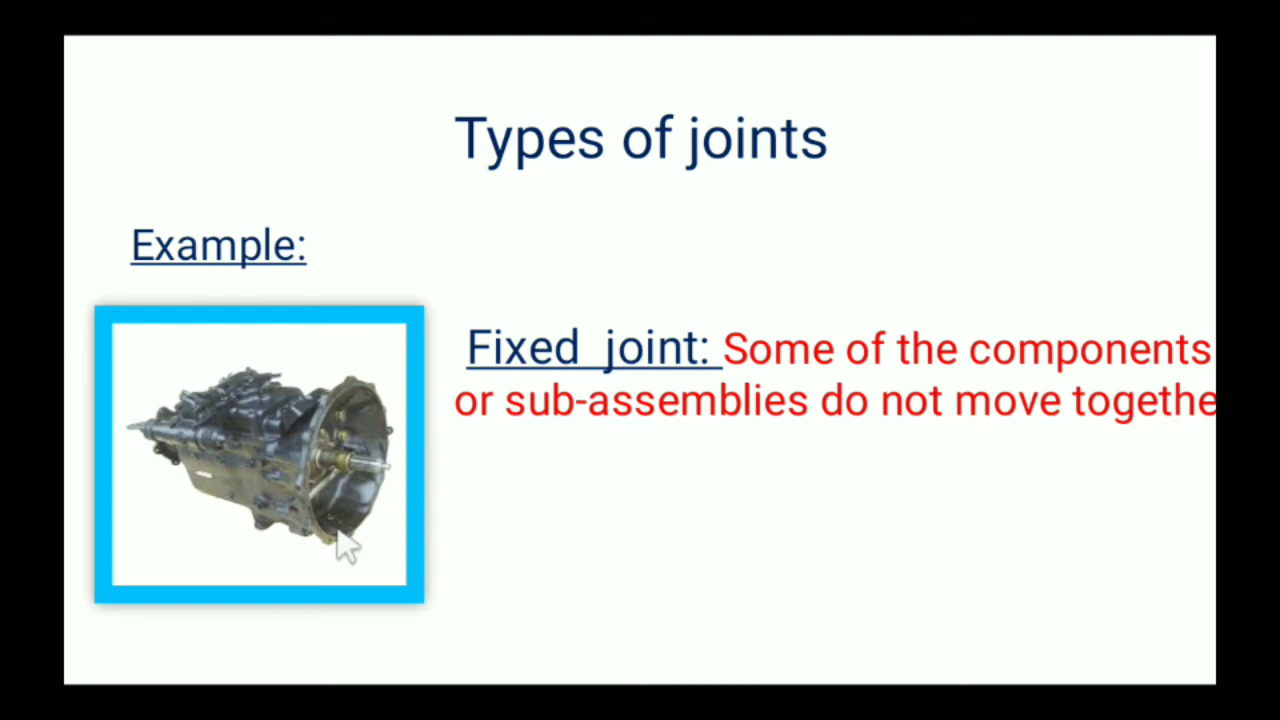 Types of joints
Example:
Fixed joint: Some of the components
or sub-assemblies do not move togethe